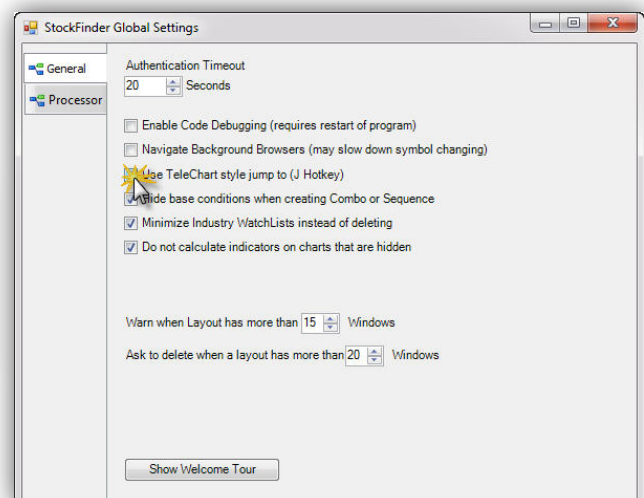 StockFinder Global Settings
General
Processor
Authentication Timeout
20 Seconds
Enable Code Debugging (requires restart of program)
Navigate Background Browsers (may slow down symbol changing)
Use TeleChart style jump to (J Hotkey)
Hide base conditions when creating Combo or Sequence
Minimize Industry WatchLists instead of deleting
Do not calculate indicators on charts that are hidden
Warn when Layout has more than 15 Windows
Ask to delete when a layout has more than 20 Windows
Show Welcome Tour